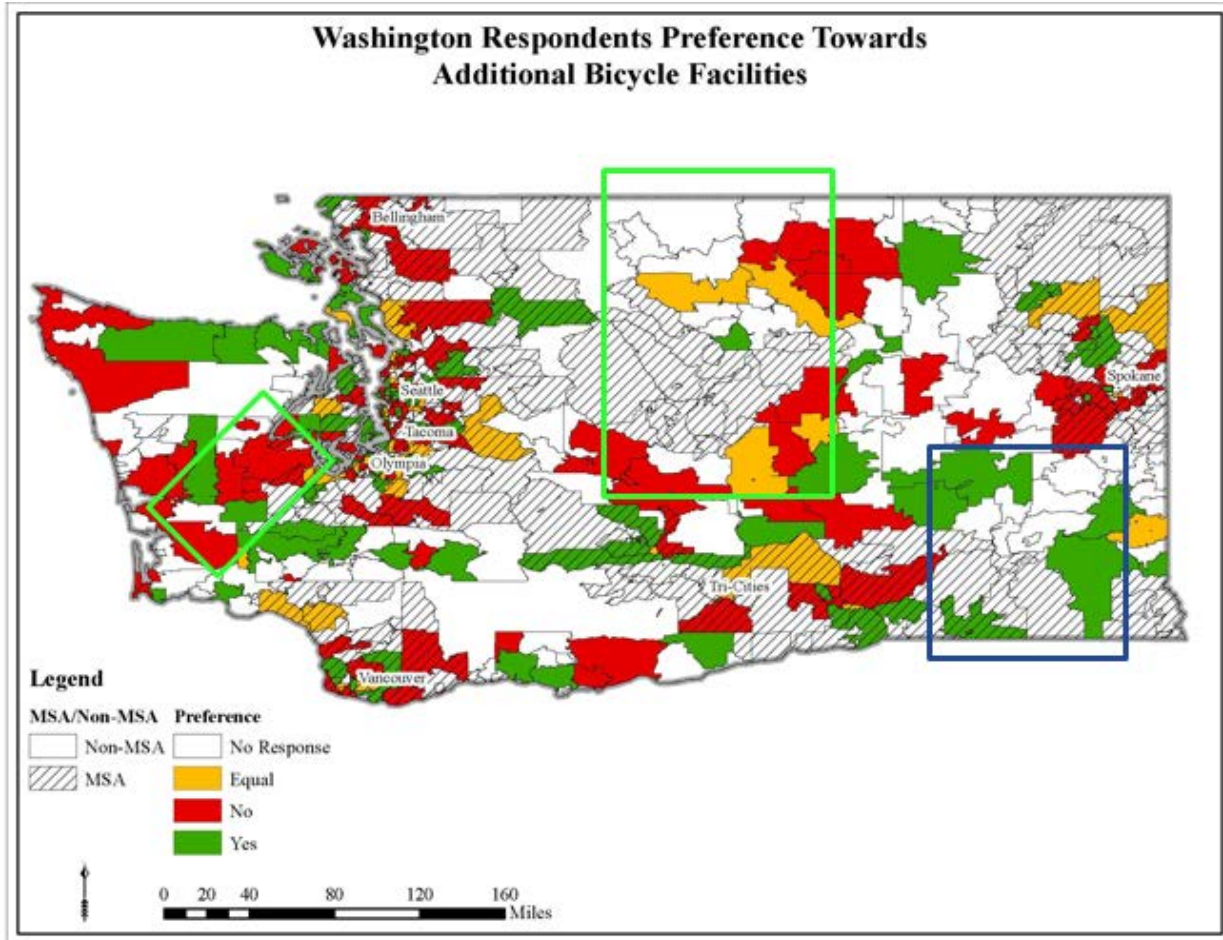 Washington Respondents Preference Towards
Additional Bicycle Facilities
Bellingham
Seattle
Spokane
Tacoma
Olympia
Tri-Cities
Vancouver
Legend
MSA/Non-MSA Preference
Non-MSA No Response
MSA Equal
No
Yes
0 20 40 80 120 160
Miles